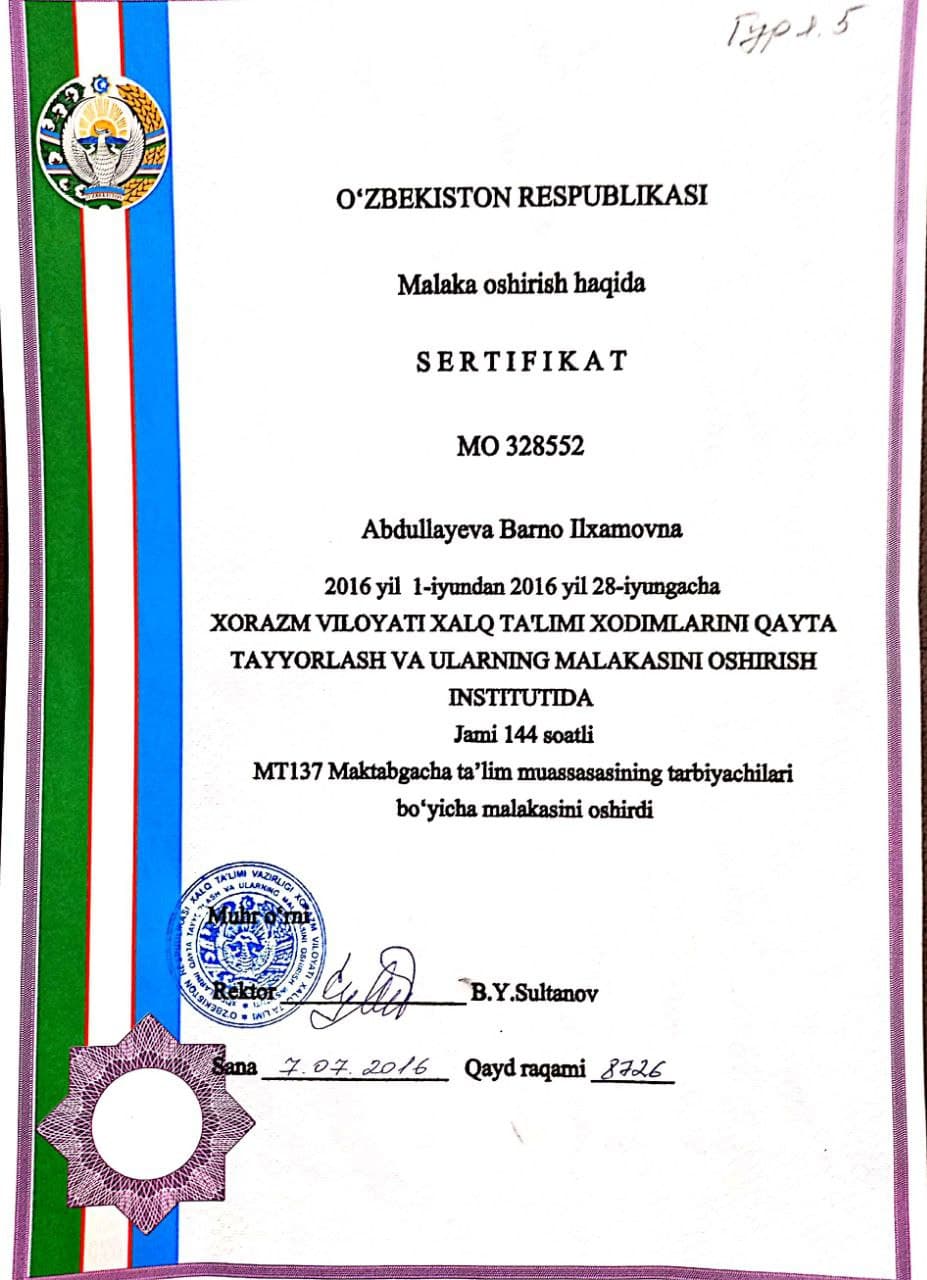 Гур я. 5
O‘ZBEKISTON RESPUBLIKASI
Malaka oshirish haqida
SERTIFIKAT
MO 328552
Abdullayeva Barno Ilxamovna
2016 yil 1-iyundan 2016 yil 28-iyungacha
XORAZM VILOYATI XALQ TA'LIMI XODIMLARINI QAYTA
TAYYORLASH VA ULARNING MALAKASINI OSHIRISH
INSTITUTIDA
Jami 144 soatli
MT137 Maktabgacha ta’lim muassasasining tarbiyachilari
bo‘yicha malakasini oshirdi
Muhr o‘rni
Rektor B.Y.Sultanov
Sana 7.07.2016 Qayd raqami 8726